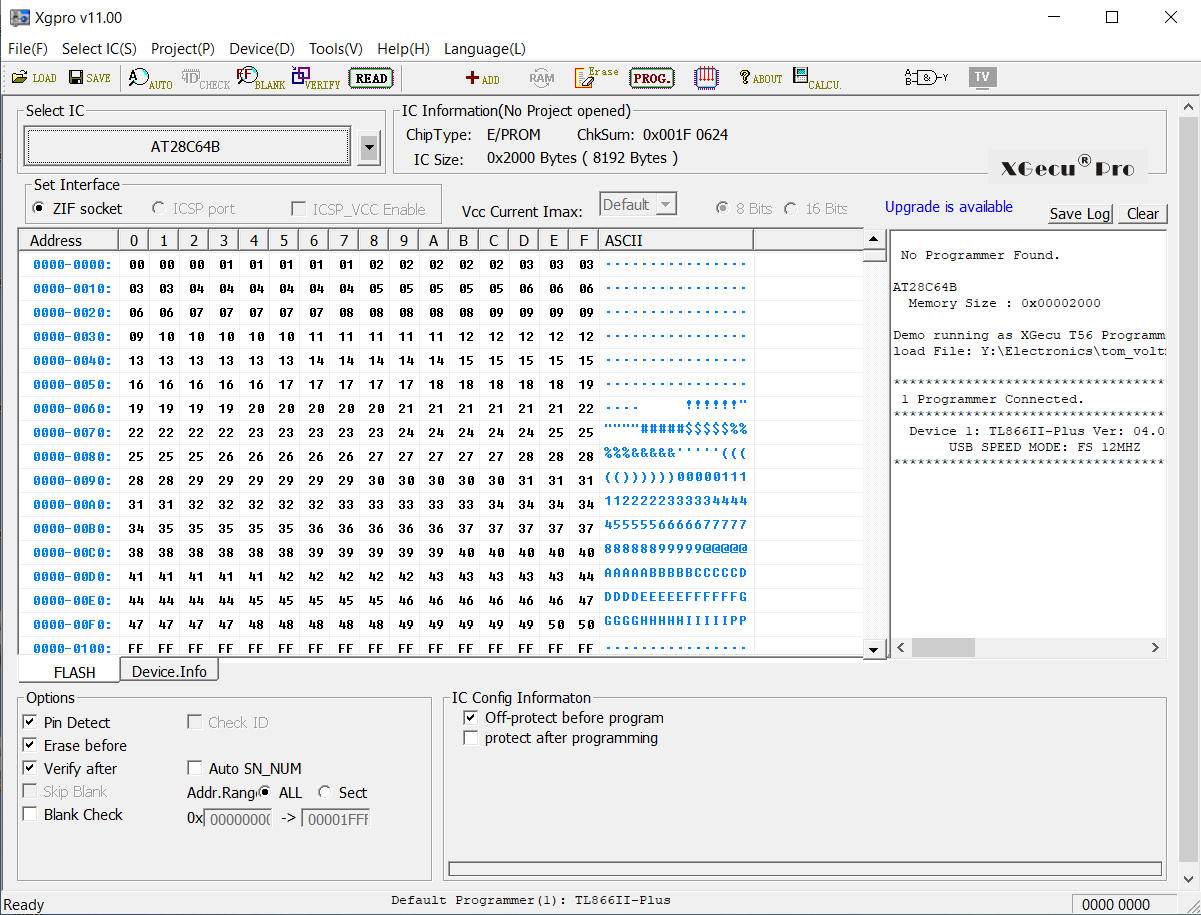 Xgpro v11.00
File(F) Select IC(S) Project(P) Device(D) Tools(V) Help(H) Language(L)
LOAD SAVE AUTO CHECK BLANK VERIFY READ ADD RAM Erase PROG. ABOUT CALCU. TV
Select IC
AT28C64B
IC Information(No Project opened)
ChipType: E/PROM ChkSum: 0x001F 0624
IC Size: 0x2000 Bytes ( 8192 Bytes )
XGecu® Pro
Set Interface
ZIF socket ICSP port ICSP_VCC Enable
Vcc Current Imax: Default 8 Bits 16 Bits
Upgrade is available
Save Log Clear
Address 0 1 2 3 4 5 6 7 8 9 A B C D E F ASCII
0000-0000: 00 00 00 01 01 01 01 01 02 02 02 02 02 03 03 03 ................
0000-0010: 03 03 04 04 04 04 04 04 05 05 05 05 05 06 06 06 ................
0000-0020: 06 06 07 07 07 07 07 08 08 08 08 08 09 09 09 09 ................
0000-0030: 09 10 10 10 10 10 11 11 11 11 11 12 12 12 12 12 ................
0000-0040: 13 13 13 13 13 13 14 14 14 14 14 15 15 15 15 15 ................
0000-0050: 16 16 16 16 16 17 17 17 17 17 18 18 18 18 18 19 ................
0000-0060: 19 19 19 19 20 20 20 20 20 21 21 21 21 21 21 22 .... !!!!!!"
0000-0070: 22 22 22 22 23 23 23 23 23 24 24 24 24 24 25 25 """"#####$$$$$%%
0000-0080: 25 25 25 26 26 26 26 26 27 27 27 27 27 28 28 28 %%%&&&&&'''''(((
0000-0090: 28 28 29 29 29 29 29 29 30 30 30 30 30 31 31 31 (())))))00000111
0000-00A0: 31 31 32 32 32 32 32 33 33 33 33 33 34 34 34 34 1122222333334444
0000-00B0: 34 35 35 35 35 35 36 36 36 36 36 37 37 37 37 37 4555556666677777
0000-00C0: 38 38 38 38 38 38 39 39 39 39 39 40 40 40 40 40 88888899999@@@@@
0000-00D0: 41 41 41 41 41 42 42 42 42 42 43 43 43 43 43 44 AAAAABBBBBCCCCCD
0000-00E0: 44 44 44 44 45 45 45 45 45 46 46 46 46 46 46 47 DDDDEEEEEFFFFFFG
0000-00F0: 47 47 47 47 48 48 48 48 48 49 49 49 49 49 50 50 GGGGHHHHHIIIIIPP
0000-0100: FF FF FF FF FF FF FF FF FF FF FF FF FF FF FF FF ................
No Programmer Found.
AT28C64B
Memory Size : 0x00002000
Demo running as XGecu T56 Programm
load File: Y:\Electronics\tom_volt
**********************************
1 Programmer Connected.
**********************************
Device 1: TL866II-Plus Ver: 04.0
USB SPEED MODE: FS 12MHZ
**********************************
FLASH Device.Info
Options
Pin Detect Check ID
Erase before
Verify after Auto SN_NUM
Skip Blank Addr.Rang ALL Sect
Blank Check 0x 0000000 -> 00001FFF
IC Config Informaton
Off-protect before program
protect after programming
Ready Default Programmer(1): TL866II-Plus 0000 0000